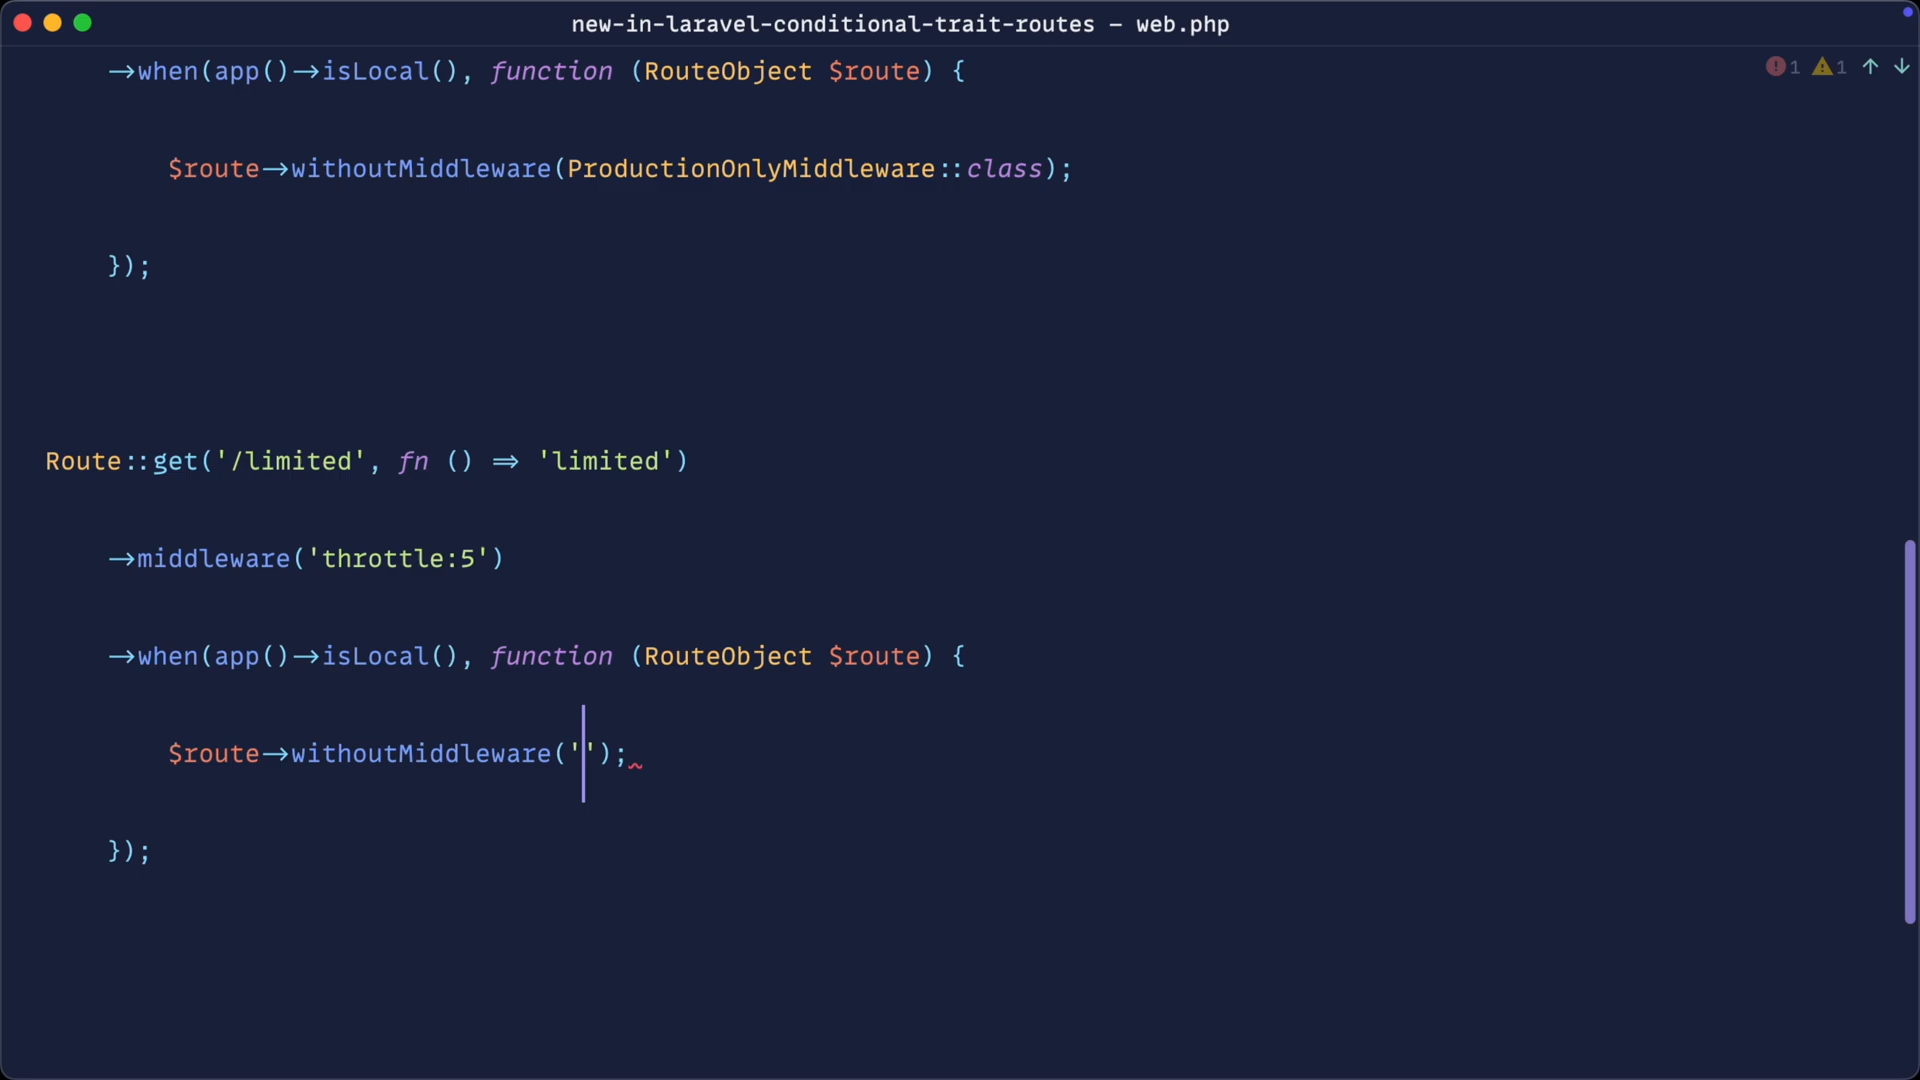 new-in-laravel-conditional-trait-routes – web.php
->when(app()->isLocal(), function (RouteObject $route) {
1 1
$route->withoutMiddleware(ProductionOnlyMiddleware::class);
});
Route::get('/limited', fn () => 'limited')
->middleware('throttle:5')
->when(app()->isLocal(), function (RouteObject $route) {
$route->withoutMiddleware('');
});